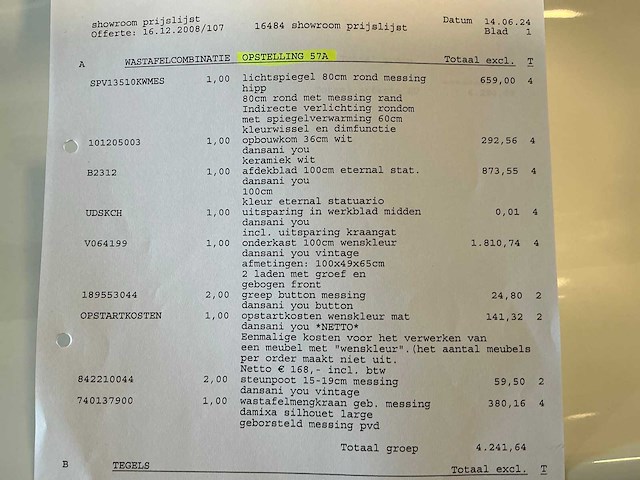 showroom prijslijst 16484 showroom prijslijst Datum 14.06.24
Offerte: 16.12.2008/107 Blad 1
A WASTAFELCOMBINATIE OPSTELLING 57A Totaal excl. T
SPV13510KWMES 1,00 lichtspiegel 80cm rond messing 659,00 4
hipp
80cm rond met messing rand
Indirecte verlichting rondom
met spiegelverwarming 60cm
kleurwissel en dimfunctie
101205003 1,00 opbouwkom 36cm wit 292,56 4
dansani you
keramiek wit
B2312 1,00 afdekblad 100cm eternal stat. 873,55 4
dansani you
100cm
kleur eternal statuario
UDSKCH 1,00 uitsparing in werkblad midden 0,01 4
dansani you
incl. uitsparing kraangat
V064199 1,00 onderkast 100cm wenskleur 1.810,74 4
dansani you vintage
afmetingen: 100x49x65cm
2 laden met groef en
gebogen front
189553044 2,00 greep button messing 24,80 2
dansani you button
OPSTARTKOSTEN 1,00 opstartkosten wenskleur mat 141,32 2
dansani you *NETTO*
Eenmalige kosten voor het verwerken van
een meubel met "wenskleur".(het aantal meubels
per order maakt niet uit.
Netto € 168,- incl. btw
842210044 2,00 steunpoot 15-19cm messing 59,50 2
dansani you vintage
740137900 1,00 wastafelmengkraan geb. messing 380,16 4
damixa silhouet large
geborsteld messing pvd
Totaal groep 4.241,64
B TEGELS Totaal excl. T